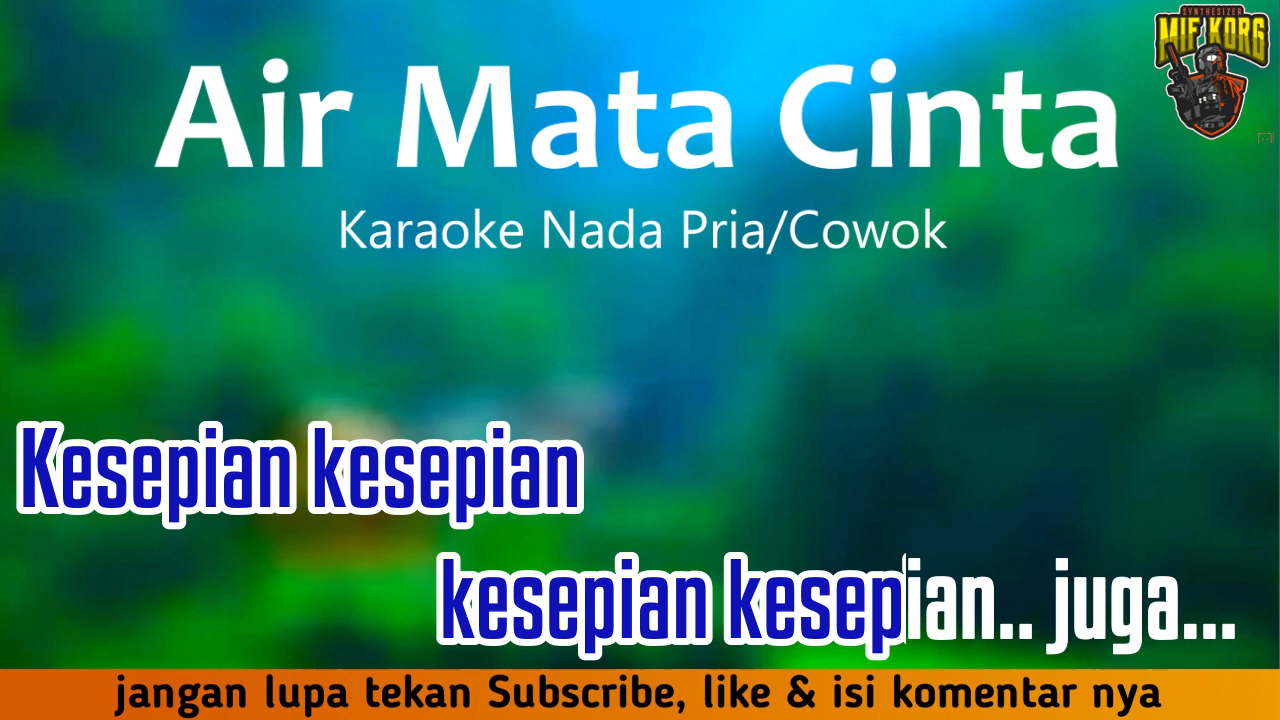 SYNTHESIZER
MIF KORG
Air Mata Cinta
Karaoke Nada Pria/Cowok
Kesepian kesepian
kesepian kesepian.. juga...
jangan lupa tekan Subscribe, like & isi komentar nya